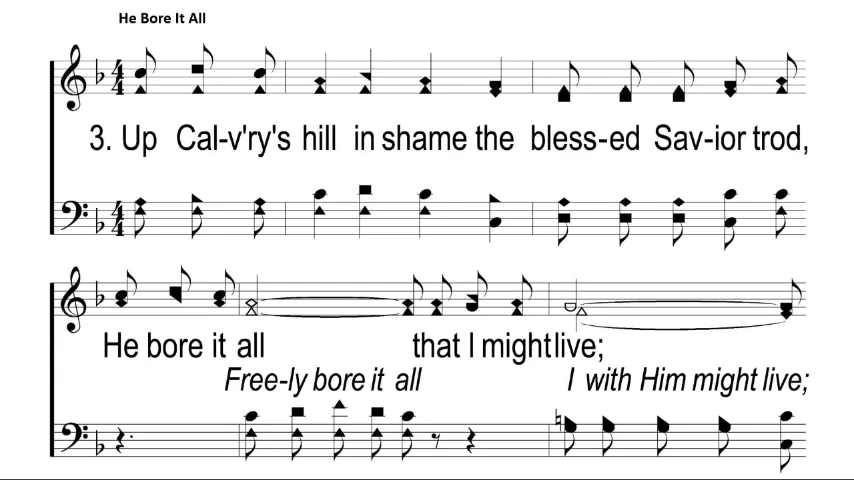 He Bore It All
3. Up Cal-v'ry's hill in shame the bless-ed Sav-ior trod,
He bore it all that I might live;
Free-ly bore it all I with Him might live;